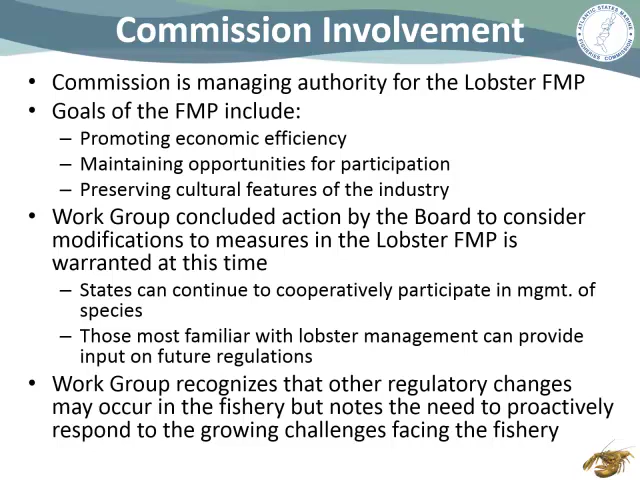 Commission Involvement
ATLANTIC STATES MARINE
FISHERIES COMMISSION
• Commission is managing authority for the Lobster FMP
• Goals of the FMP include:
– Promoting economic efficiency
– Maintaining opportunities for participation
– Preserving cultural features of the industry
• Work Group concluded action by the Board to consider
modifications to measures in the Lobster FMP is
warranted at this time
– States can continue to cooperatively participate in mgmt. of
species
– Those most familiar with lobster management can provide
input on future regulations
• Work Group recognizes that other regulatory changes
may occur in the fishery but notes the need to proactively
respond to the growing challenges facing the fishery